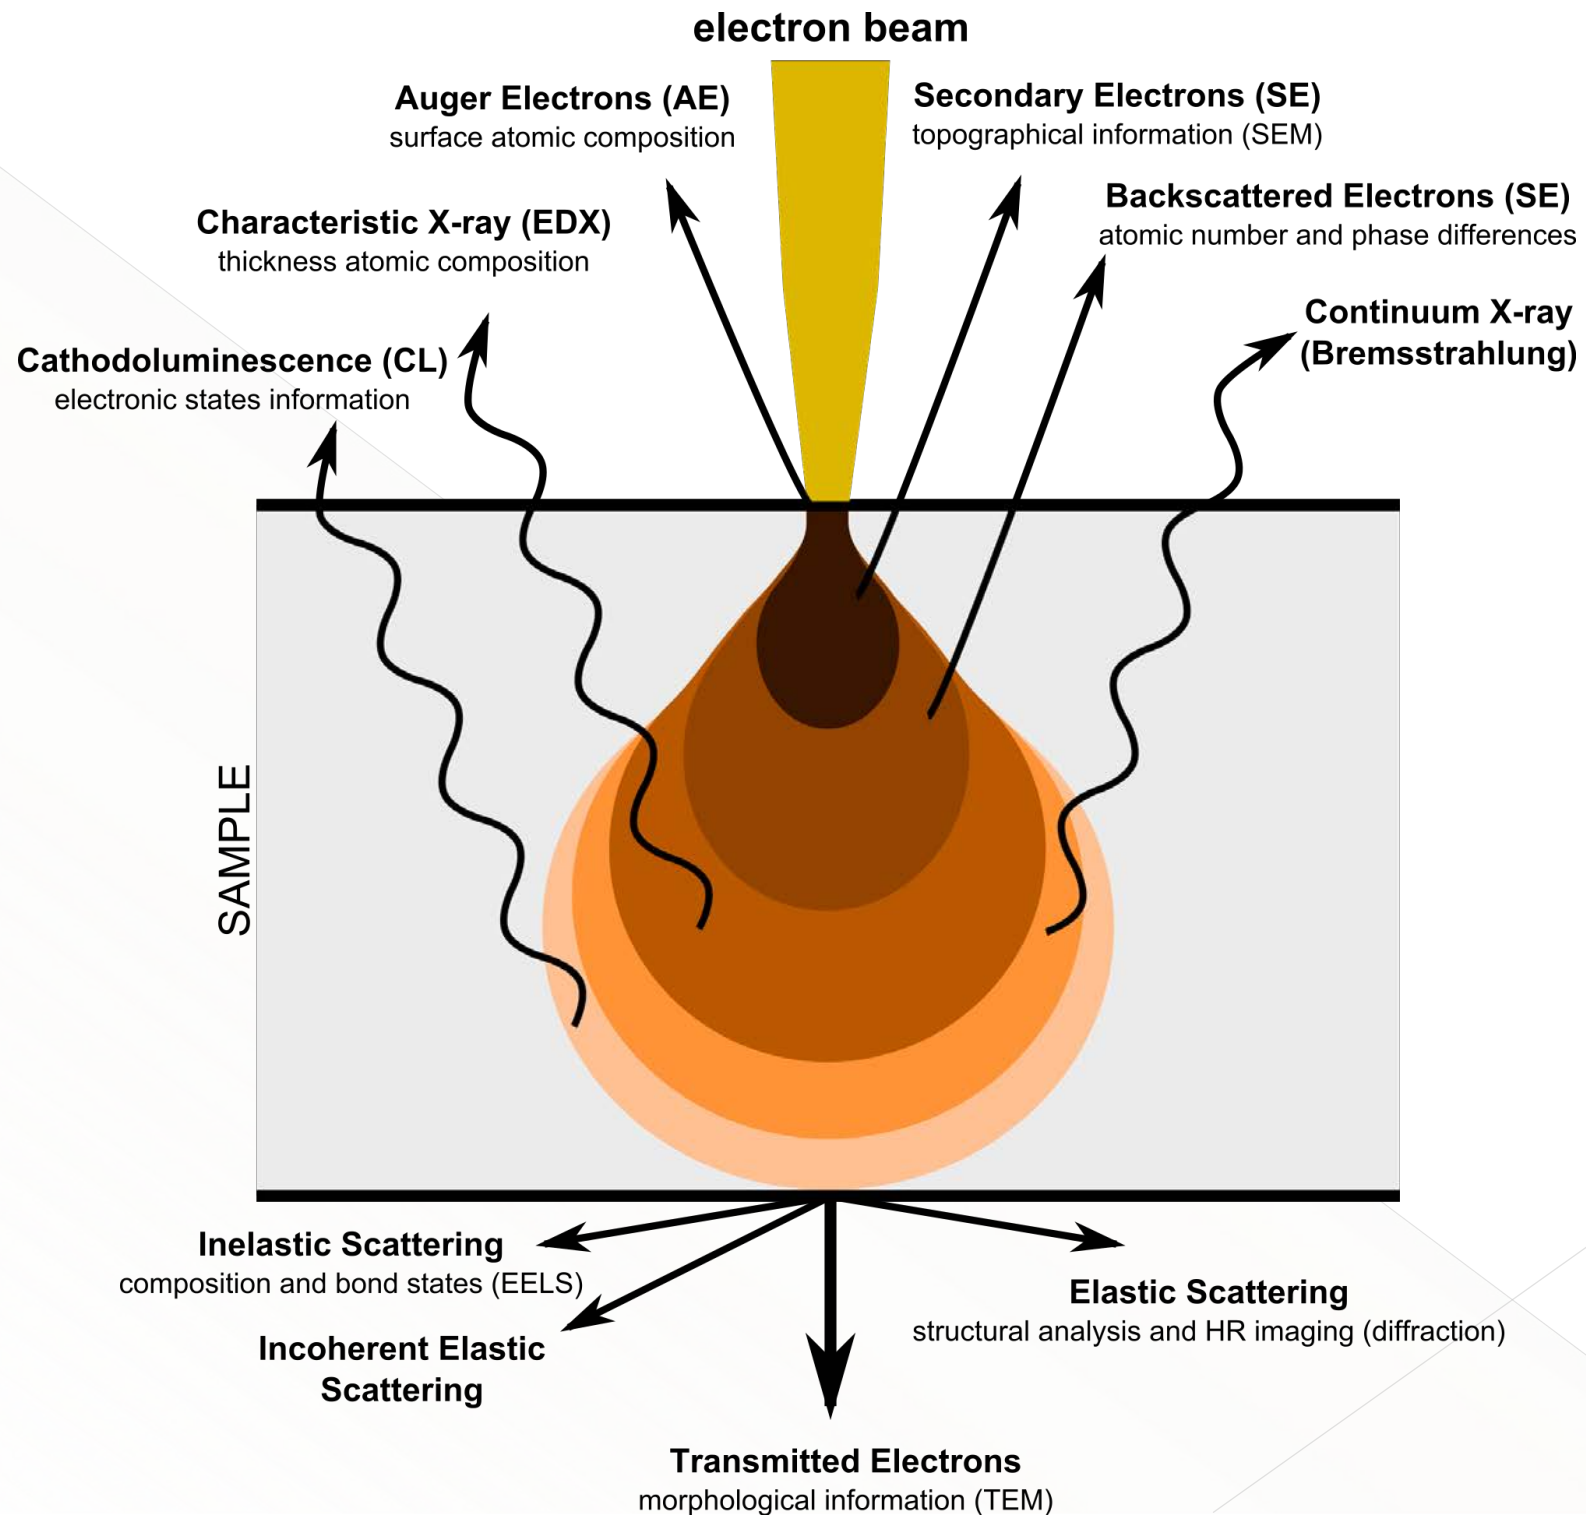 electron beam
Auger Electrons (AE)
surface atomic composition
Secondary Electrons (SE)
topographical information (SEM)
Characteristic X-ray (EDX)
thickness atomic composition
Backscattered Electrons (SE)
atomic number and phase differences
Cathodoluminescence (CL)
electronic states information
Continuum X-ray
(Bremsstrahlung)
SAMPLE
Inelastic Scattering
composition and bond states (EELS)
Incoherent Elastic
Scattering
Elastic Scattering
structural analysis and HR imaging (diffraction)
Transmitted Electrons
morphological information (TEM)